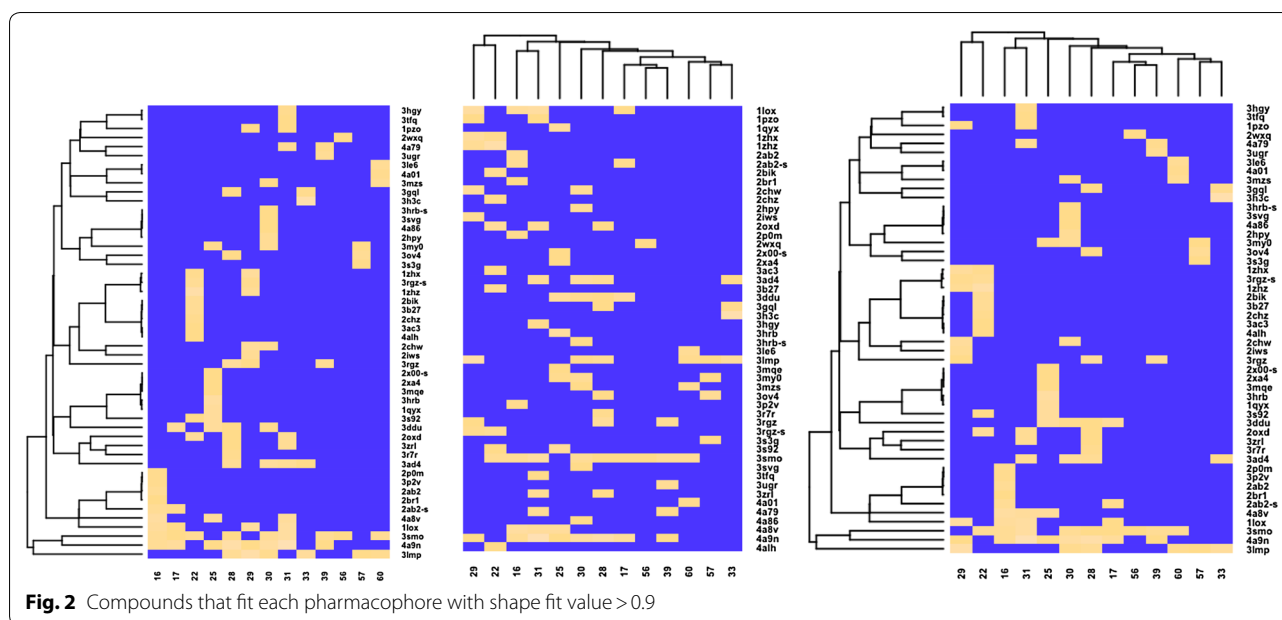 3hgy
3tfq
1pzo
2wxq
4a79
3ugr
3le6
4a01
3mzs
3gql
3h3c
3hrb-s
3svg
4a86
2hpy
3my0
3ov4
3s3g
1zhx
3rgz-s
1zhz
2bik
3b27
2chz
3ac3
4alh
2chw
2iws
3rgz
2x00-s
2xa4
3mqe
3hrb
1qyx
3s92
3ddu
2oxd
3zrl
3r7r
3ad4
2p0m
3p2v
2ab2
2br1
2ab2-s
4a8v
1lox
3smo
4a9n
3lmp
16 17 22 25 28 29 30 31 33 39 56 57 60
1lox
1pzo
1qyx
1zhx
1zhz
2ab2
2ab2-s
2bik
2br1
2chw
2chz
2hpy
2iws
2oxd
2p0m
2wxq
2x00-s
2xa4
3ac3
3ad4
3b27
3ddu
3gql
3h3c
3hgy
3hrb
3hrb-s
3le6
3lmp
3mqe
3my0
3mzs
3ov4
3p2v
3r7r
3rgz
3rgz-s
3s3g
3s92
3smo
3svg
3tfq
3ugr
3zrl
4a01
4a79
4a86
4a8v
4a9n
4alh
29 22 16 31 25 30 28 17 56 39 60 57 33
3hgy
3tfq
1pzo
2wxq
4a79
3ugr
3le6
4a01
3mzs
3gql
3h3c
3hrb-s
3svg
4a86
2hpy
3my0
3ov4
3s3g
1zhx
3rgz-s
1zhz
2bik
3b27
2chz
3ac3
4alh
2chw
2iws
3rgz
2x00-s
2xa4
3mqe
3hrb
1qyx
3s92
3ddu
2oxd
3zrl
3r7r
3ad4
2p0m
3p2v
2ab2
2br1
2ab2-s
4a8v
1lox
3smo
4a9n
3lmp
29 22 16 31 25 30 28 17 56 39 60 57 33
Fig. 2 Compounds that fit each pharmacophore with shape fit value > 0.9